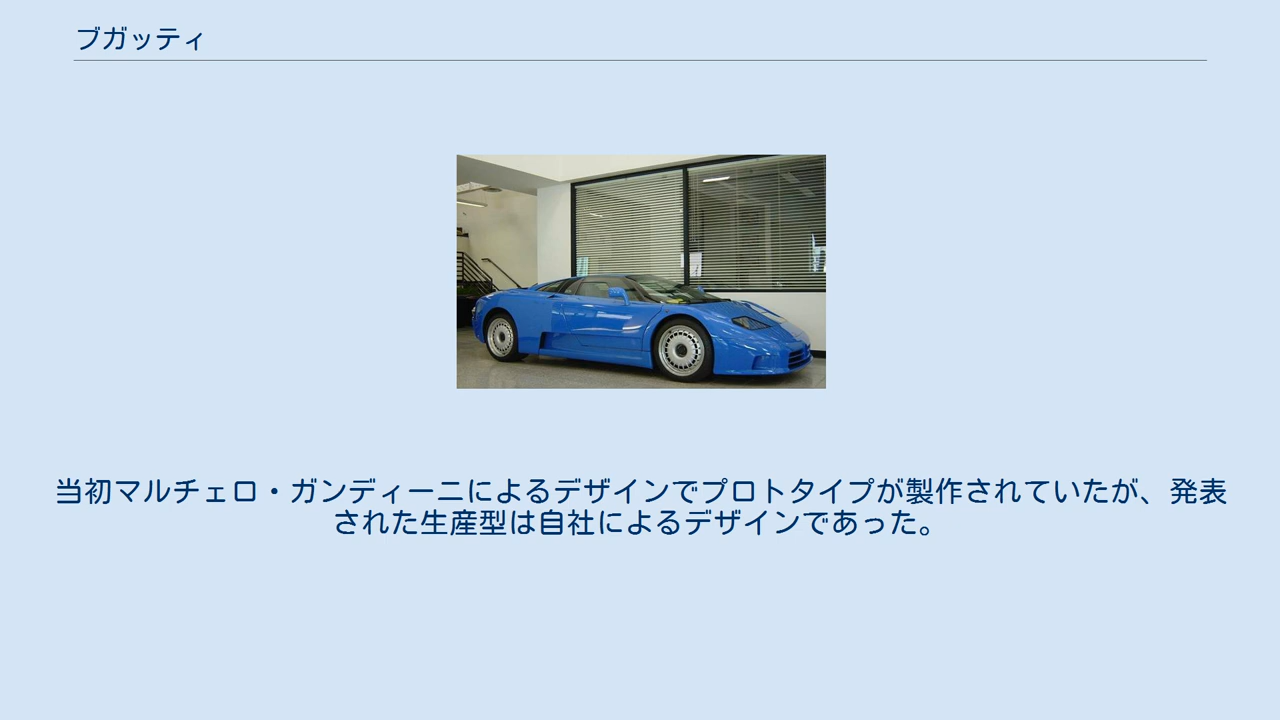 ブガッティ
当初マルチェロ・ガンディーニによるデザインでプロトタイプが製作されていたが、発表
された生産型は自社によるデザインであった。